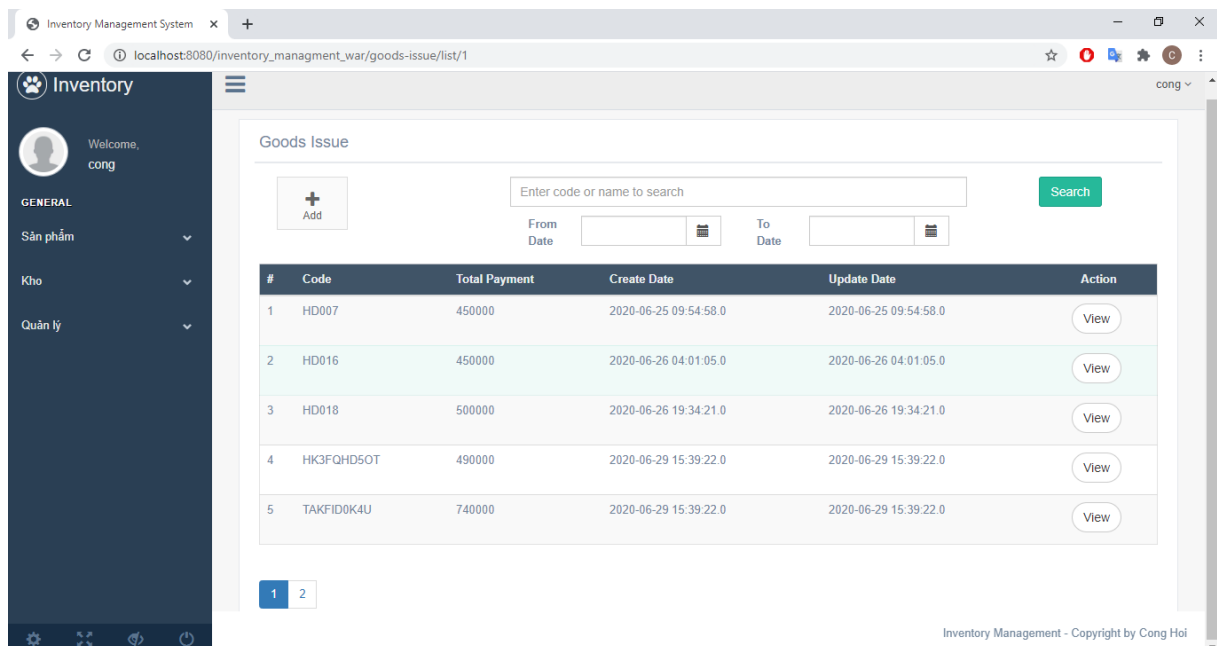 Inventory Management System
localhost:8080/inventory_managment_war/goods-issue/list/1
C
Inventory
cong
Welcome,
cong
GENERAL
Sản phẩm
Kho
Quản lý
Goods Issue
Add
Enter code or name to search
Search
From Date
To Date
# Code Total Payment Create Date Update Date Action
1 HD007 450000 2020-06-25 09:54:58.0 2020-06-25 09:54:58.0 View
2 HD016 450000 2020-06-26 04:01:05.0 2020-06-26 04:01:05.0 View
3 HD018 500000 2020-06-26 19:34:21.0 2020-06-26 19:34:21.0 View
4 HK3FQHD5OT 490000 2020-06-29 15:39:22.0 2020-06-29 15:39:22.0 View
5 TAKFID0K4U 740000 2020-06-29 15:39:22.0 2020-06-29 15:39:22.0 View
1 2
Inventory Management - Copyright by Cong Hoi